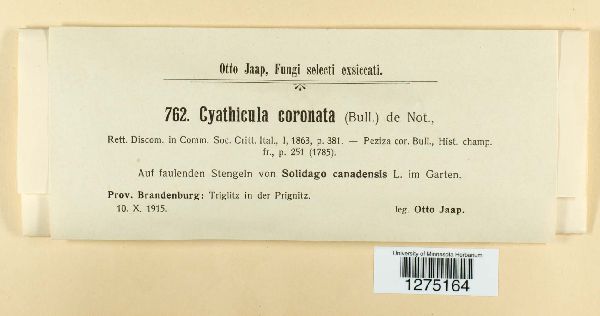 Otto Jaap, Fungi selecti exsiccati.
762. Cyathicula coronata (Bull.) de Not.,
Rett. Discom. in Comm. Soc. Critt. Ital., I, 1863, p. 381. — Peziza cor. Bull., Hist. champ.
fr., p. 251 (1785).
Auf faulenden Stengeln von Solidago canadensis L. im Garten.
Prov. Brandenburg: Triglitz in der Prignitz.
10. X. 1915. leg. Otto Jaap.
University of Minnesota Herbarium
1275164